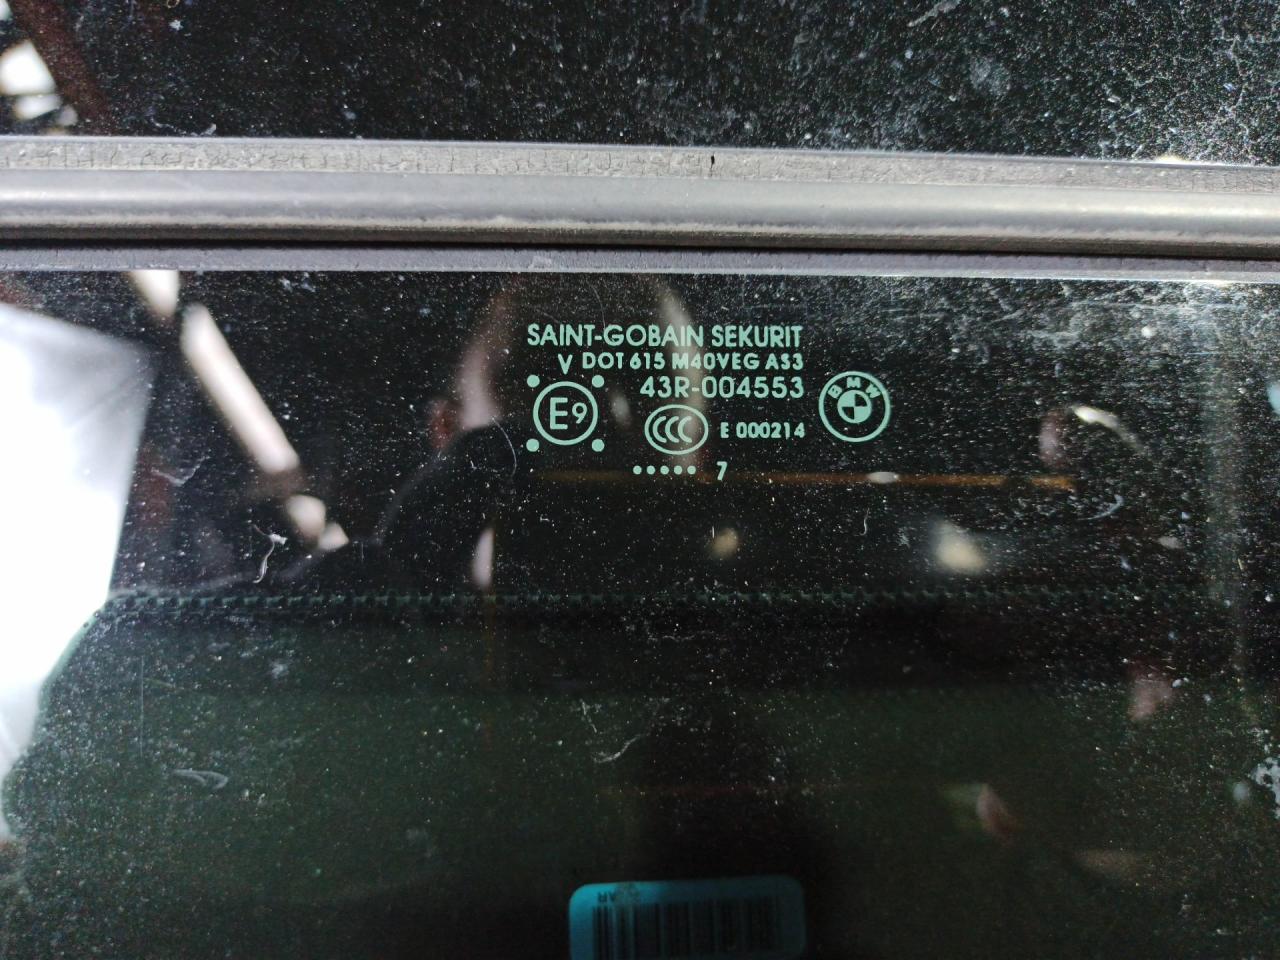 SAINT-GOBAIN SEKURIT
V DOT 615 M40VEG AS3
43R-004553
E9
CCC E 000214
BMW
••••• 7